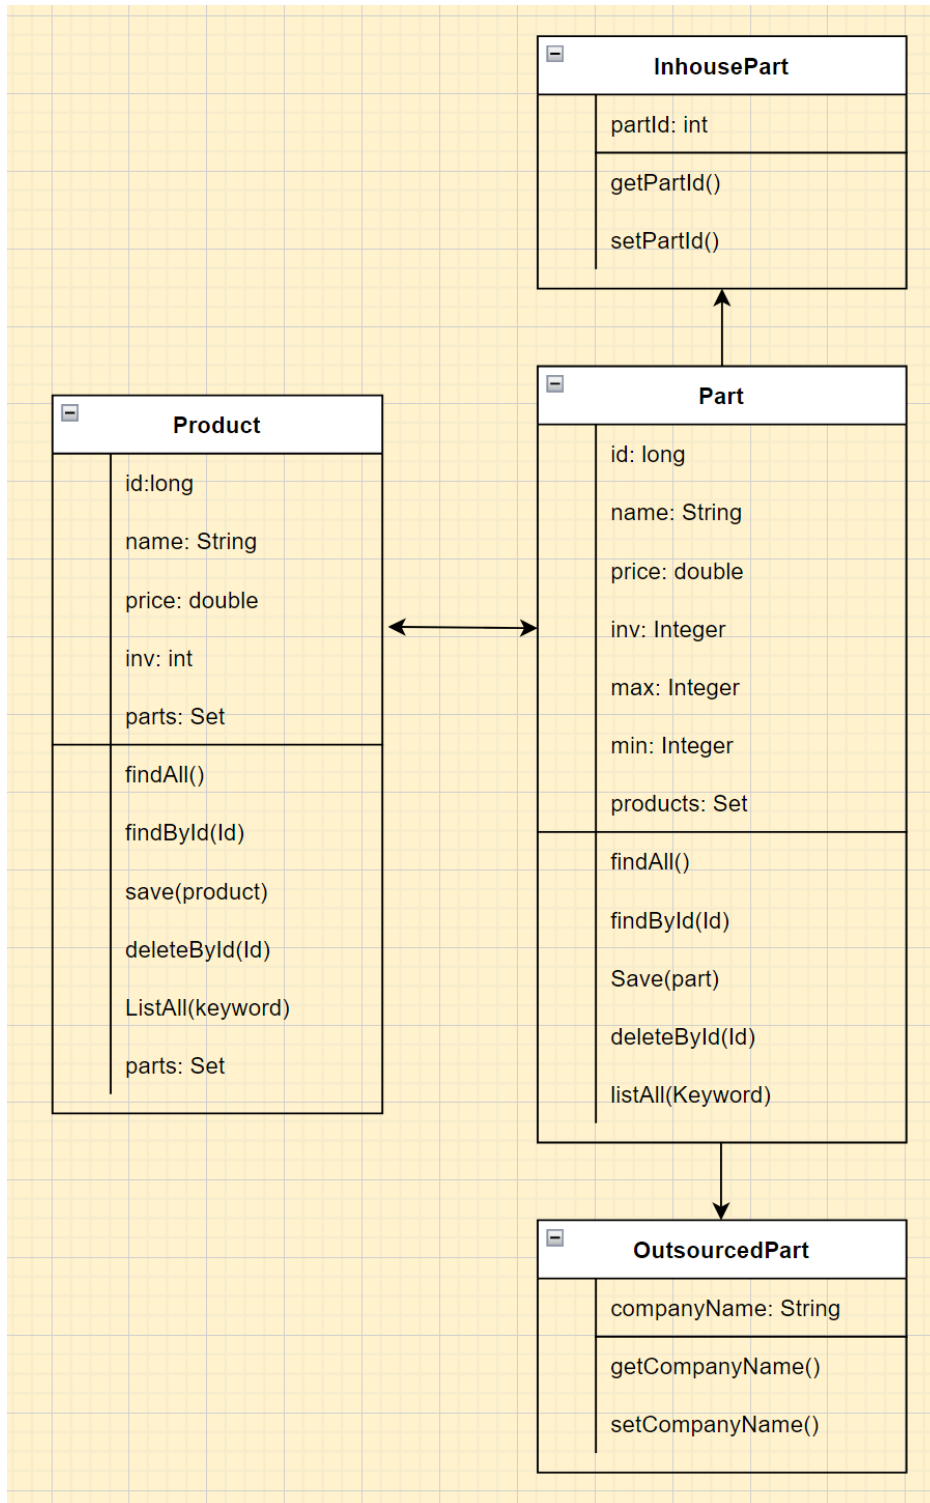 InhousePart
partId: int
getPartId()
setPartId()
Product
id:long
name: String
price: double
inv: int
parts: Set
findAll()
findById(Id)
save(product)
deleteById(Id)
ListAll(keyword)
parts: Set
Part
id: long
name: String
price: double
inv: Integer
max: Integer
min: Integer
products: Set
findAll()
findById(Id)
Save(part)
deleteById(Id)
listAll(Keyword)
OutsourcedPart
companyName: String
getCompanyName()
setCompanyName()